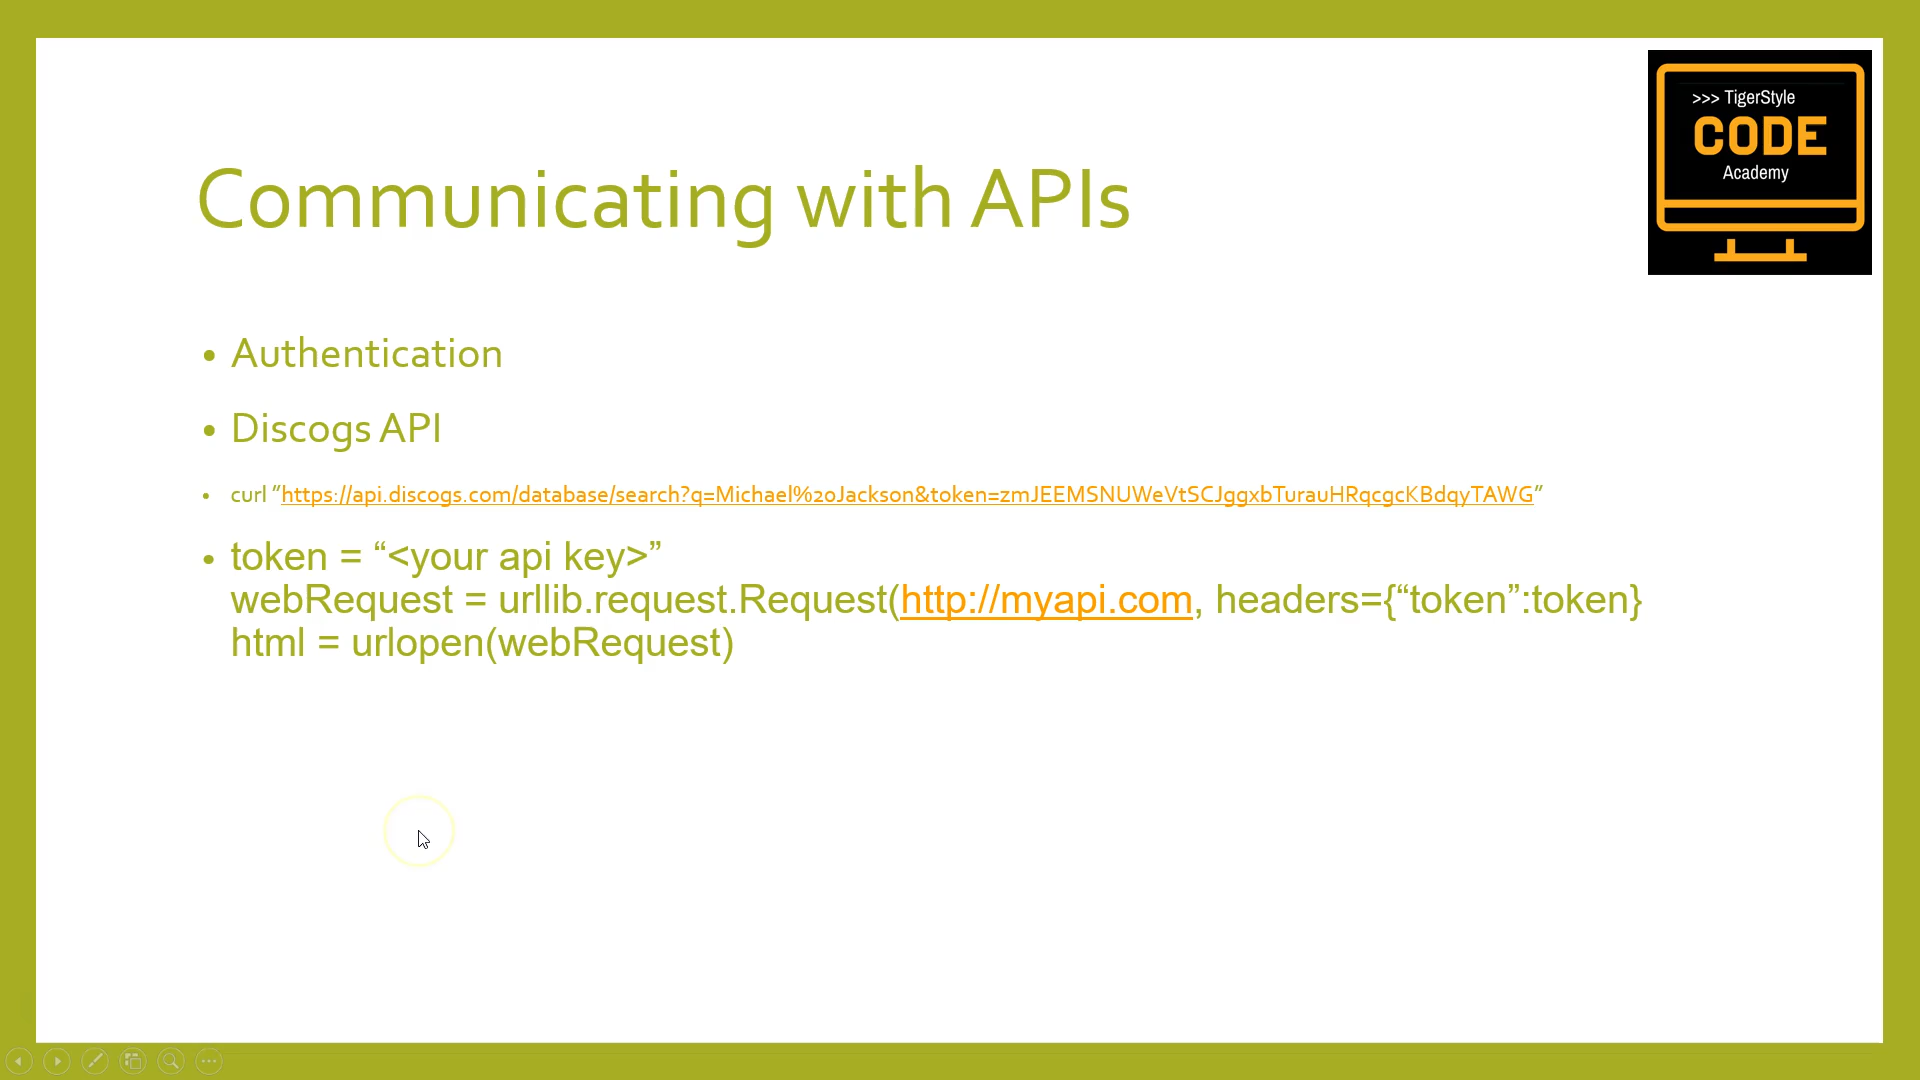 >>> TigerStyle
CODE
Academy
Communicating with APIs
• Authentication
• Discogs API
• curl “https://api.discogs.com/database/search?q=Michael%20Jackson&token=zmJEEMSNUWeVtSCJggxbTurauHRqcgcKBdqyTAWG”
• token = “<your api key>”
webRequest = urllib.request.Request(http://myapi.com, headers={“token”:token}
html = urlopen(webRequest)